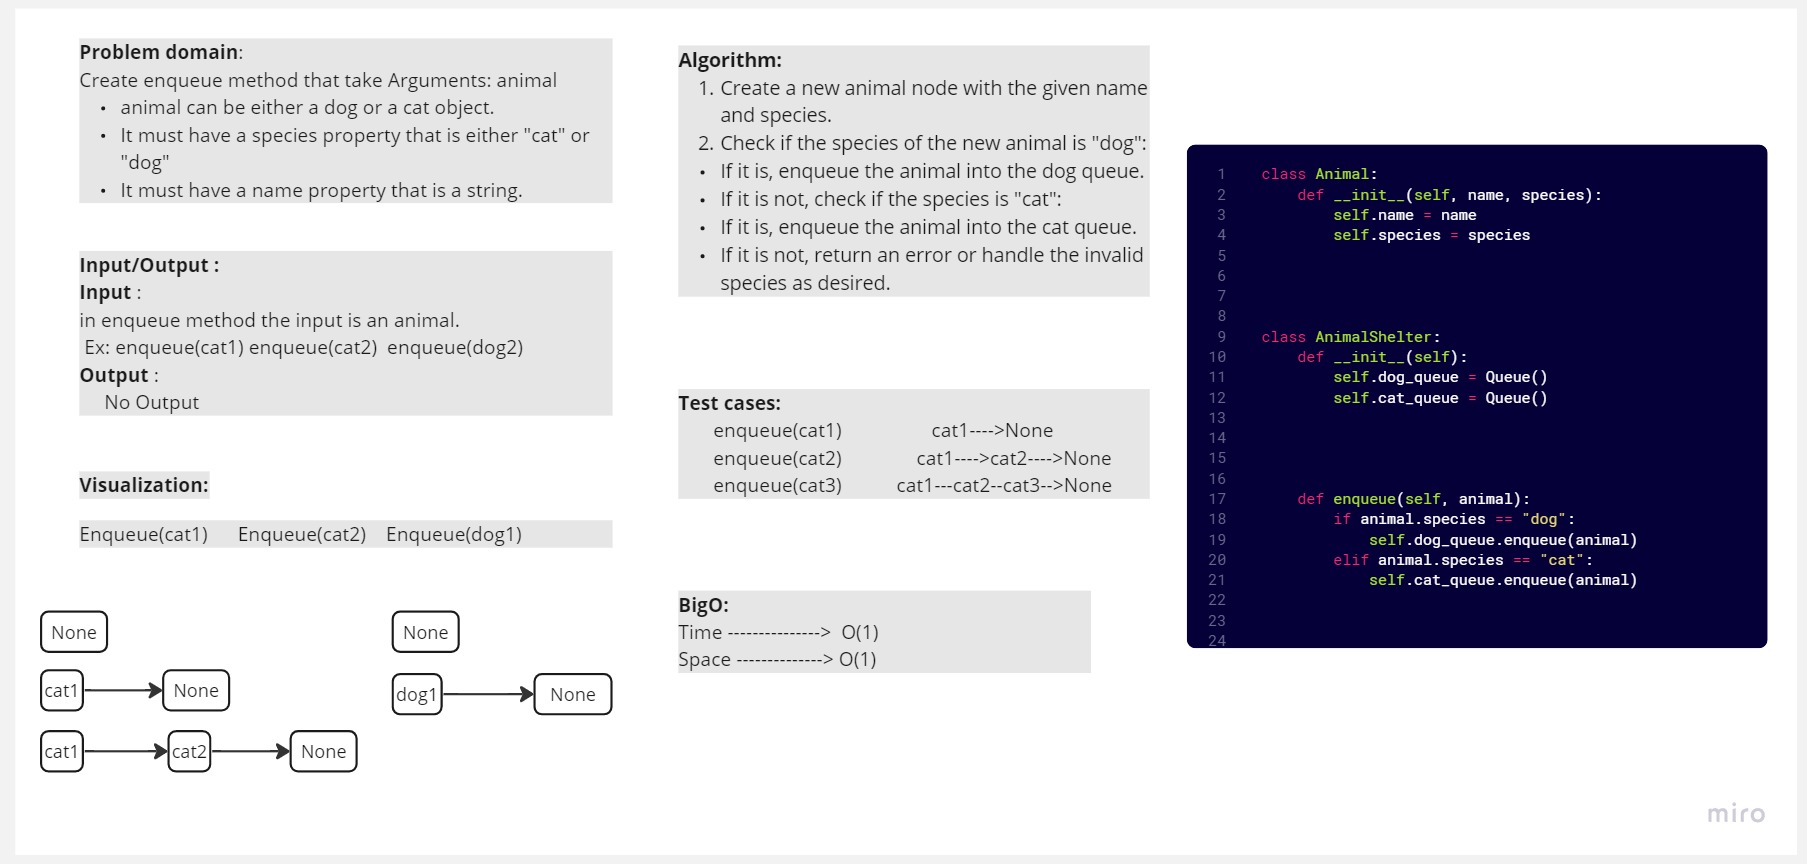 Problem domain:
Create enqueue method that take Arguments: animal
• animal can be either a dog or a cat object.
• It must have a species property that is either "cat" or
"dog"
• It must have a name property that is a string.
Input/Output :
Input :
in enqueue method the input is an animal.
Ex: enqueue(cat1) enqueue(cat2)  enqueue(dog2)
Output :
No Output
Visualization:
Enqueue(cat1)   Enqueue(cat2)   Enqueue(dog1)
None
cat1 None
cat1 cat2 None
None
dog1 None
Algorithm:
1. Create a new animal node with the given name
and species.
2. Check if the species of the new animal is "dog":
• If it is, enqueue the animal into the dog queue.
• If it is not, check if the species is "cat":
• If it is, enqueue the animal into the cat queue.
• If it is not, return an error or handle the invalid
species as desired.
Test cases:
enqueue(cat1)   cat1---->None
enqueue(cat2)   cat1---->cat2---->None
enqueue(cat3)   cat1---cat2--cat3-->None
BigO:
Time ---------------> O(1)
Space --------------> O(1)
1 class Animal:
2     def __init__(self, name, species):
3         self.name = name
4         self.species = species
5
6
7
8
9 class AnimalShelter:
10     def __init__(self):
11         self.dog_queue = Queue()
12         self.cat_queue = Queue()
13
14
15
16
17     def enqueue(self, animal):
18         if animal.species == "dog":
19             self.dog_queue.enqueue(animal)
20         elif animal.species == "cat":
21             self.cat_queue.enqueue(animal)
22
23
24
miro